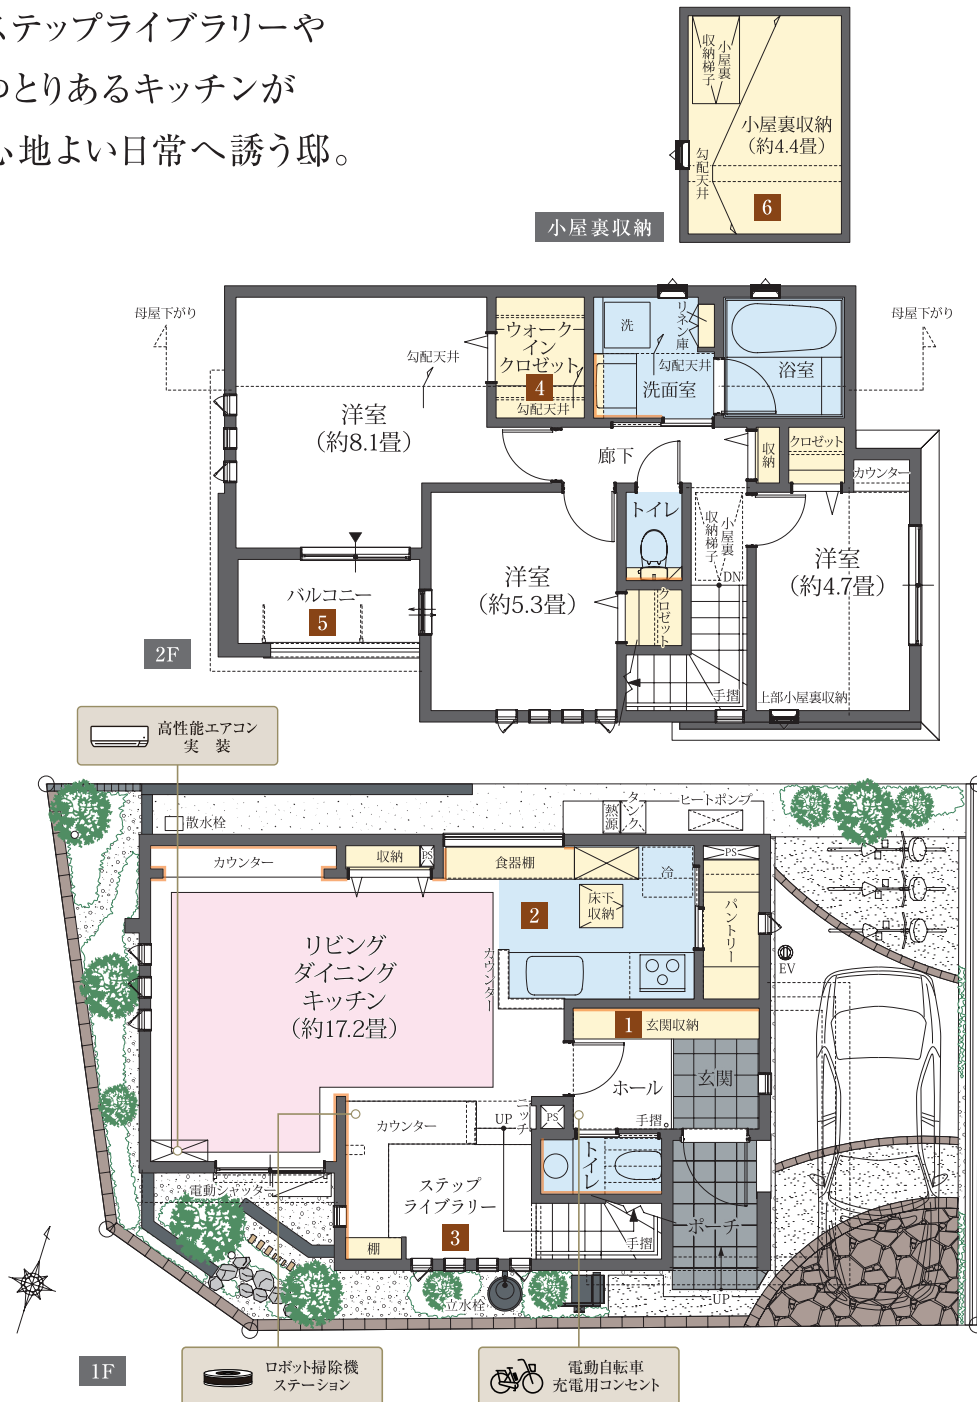 ステップライブラリーや
ゆとりあるキッチンが
心地よい日常へ誘う邸。
小屋裏
収納梯子
小屋裏収納
(約4.4畳)
勾配天井
6
小屋裏収納
母屋下がり
母屋下がり
ウォーク
イン
クロゼット
4
勾配天井
勾配天井
洗
リネン庫
勾配天井
洗面室
浴室
洋室
(約8.1畳)
廊下
収納
クロゼット
カウンター
トイレ
小屋裏
収納梯子
DN
洋室
(約5.3畳)
洋室
(約4.7畳)
クロゼット
バルコニー
5
手摺
上部小屋裏収納
2F
高性能エアコン
実 装
散水栓
熱源
タンク
ヒートポンプ
カウンター
収納
PS
食器棚
冷
PS
2
床下
収納
パントリー
カウンター
EV
リビング
ダイニング
キッチン
(約17.2畳)
1
玄関収納
ホール
玄関
手摺
カウンター
ニッチ
UP
PS
トイレ
電動シャッター
ステップ
ライブラリー
3
棚
手摺
ポーチ
UP
立水栓
1F
ロボット掃除機
ステーション
電動自転車
充電用コンセント